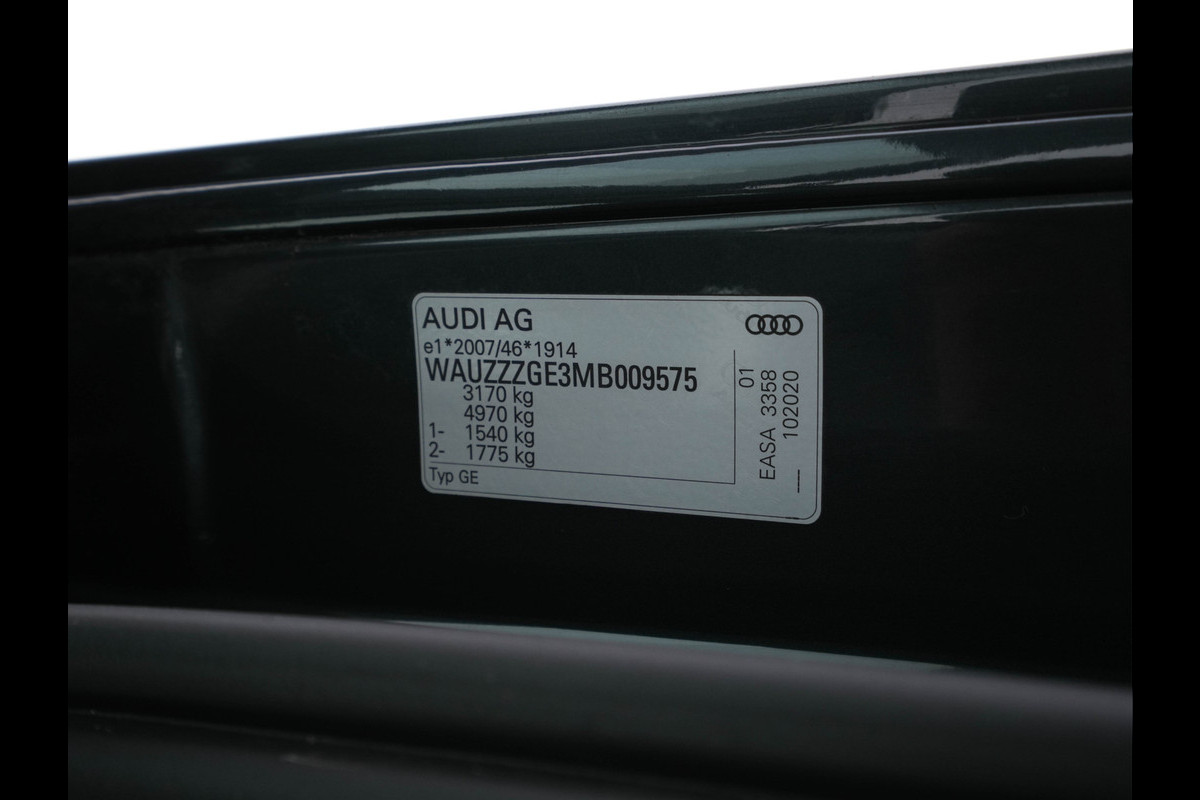 AUDI AG
e1*2007/46*1914
WAUZZZGE3MB009575
3170 kg
4970 kg
1- 1540 kg
2- 1775 kg
Typ GE
01
EASA 3358
102020